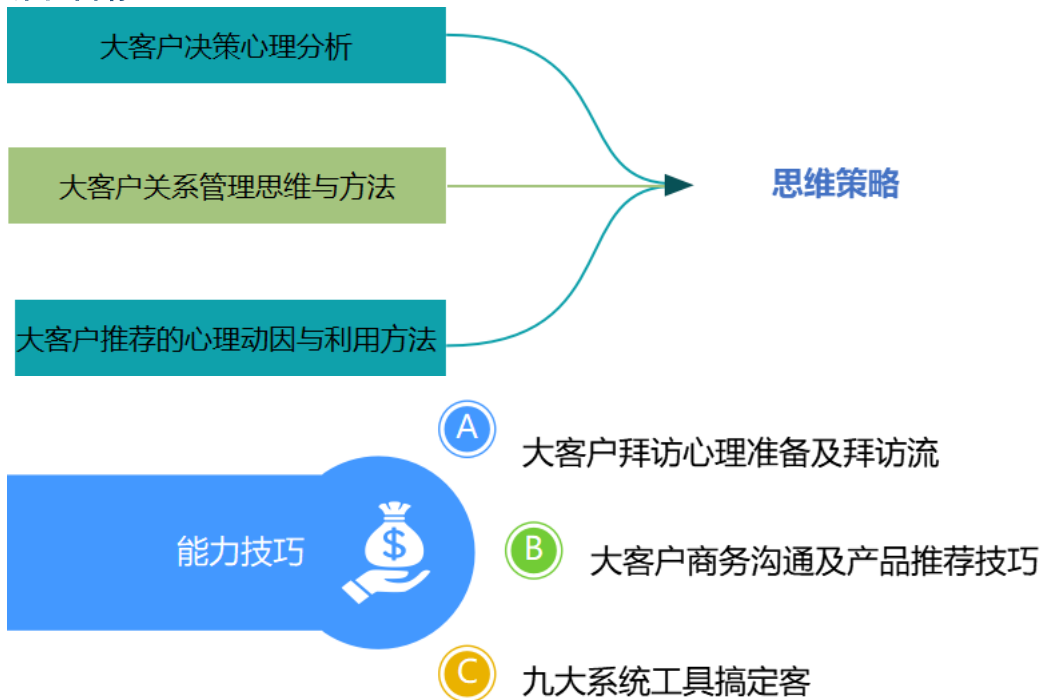 大客户决策心理分析
大客户关系管理思维与方法
思维策略
大客户推荐的心理动因与利用方法
A
大客户拜访心理准备及拜访流
能力技巧
$
B
大客户商务沟通及产品推荐技巧
C
九大系统工具搞定客